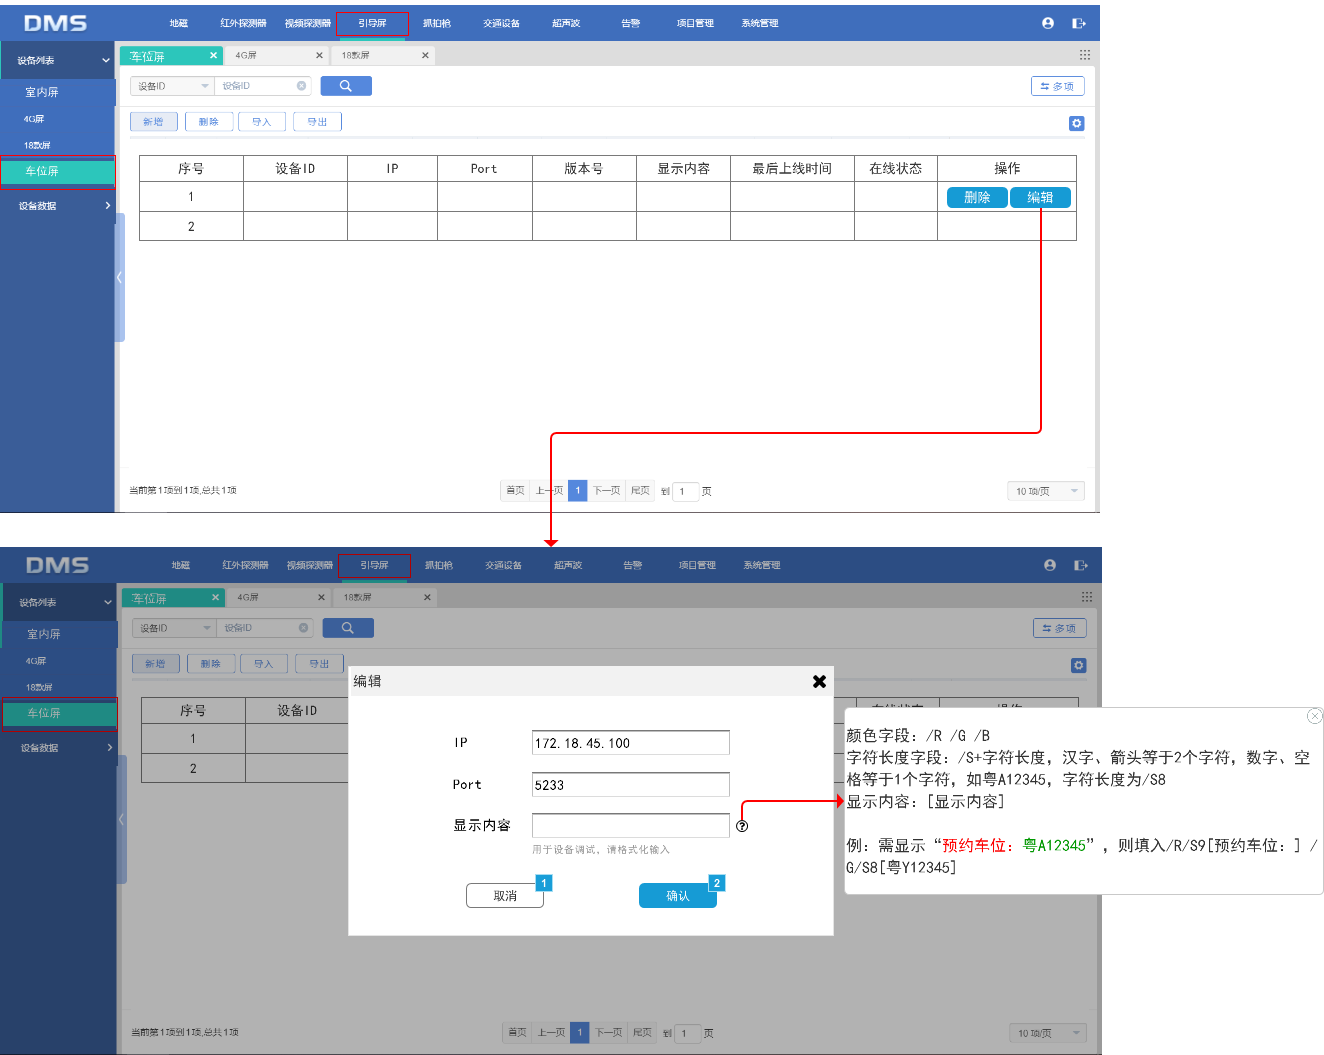 DMS 地磁 红外探测器 视频探测器 引导屏 抓拍枪 交通设备 超声波 告警 项目管理 系统管理
设备列表 车位屏 4G屏 18款屏
室内屏 设备ID 设备ID 多项
4G屏 新增 删除 导入 导出
18款屏
车位屏 序号 设备ID IP Port 版本号 显示内容 最后上线时间 在线状态 操作
设备数据 1 删除 编辑
2
当前第1项到1项,总共1项 首页 上一页 1 下一页 尾页 到 1 页 10 项/页
DMS 地磁 红外探测器 视频探测器 引导屏 抓拍枪 交通设备 超声波 告警 项目管理 系统管理
设备列表 车位屏 4G屏 18款屏
室内屏 设备ID 设备ID 多项
4G屏 新增 删除 导入 导出
18款屏
车位屏 序号 设备ID
设备数据 1
2
编辑
IP 172.18.45.100
Port 5233
显示内容
用于设备调试、请格式化输入
取消 1 确认 2
颜色字段: /R /G /B
字符长度字段: /S+字符长度, 汉字、箭头等于2个字符, 数字、空
格等于1个字符, 如粤A12345, 字符长度为/S8
显示内容: [显示内容]
例: 需显示“预约车位: 粤A12345”, 则填入/R/S9[预约车位: ] /
G/S8[粤Y12345]
当前第1项到1项,总共1项 首页 上一页 1 下一页 尾页 到 1 页 10 项/页